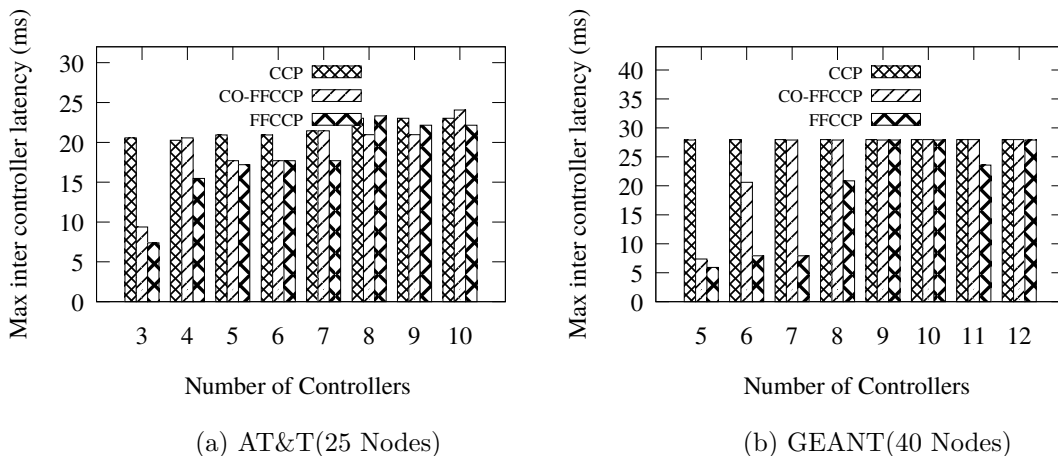 Max inter controller latency (ms)
30
25
20
15
10
5
0
CCP
CO-FFCCP
FFCCP
3 4 5 6 7 8 9 10
Number of Controllers
(a) AT&T(25 Nodes)
Max inter controller latency (ms)
40
35
30
25
20
15
10
5
0
CCP
CO-FFCCP
FFCCP
5 6 7 8 9 10 11 12
Number of Controllers
(b) GEANT(40 Nodes)